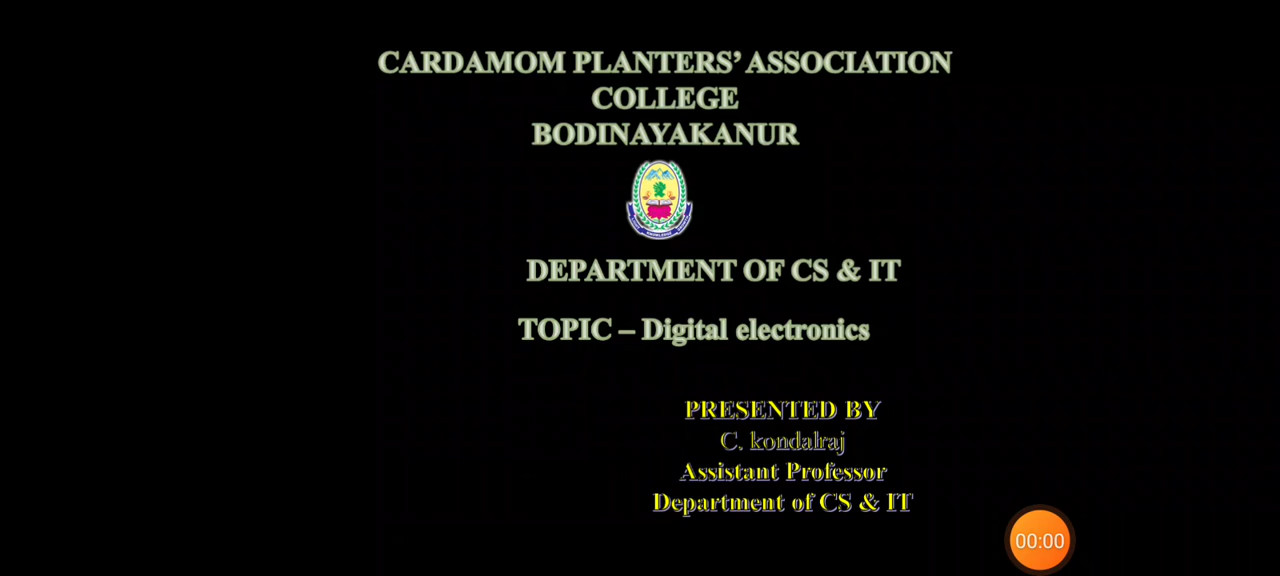 CARDAMOM PLANTERS' ASSOCIATION
COLLEGE
BODINAYAKANUR
KNOWLEDGE
DEPARTMENT OF CS & IT
TOPIC – Digital electronics
PRESENTED BY
C. kondalraj
Assistant Professor
Department of CS & IT
00:00